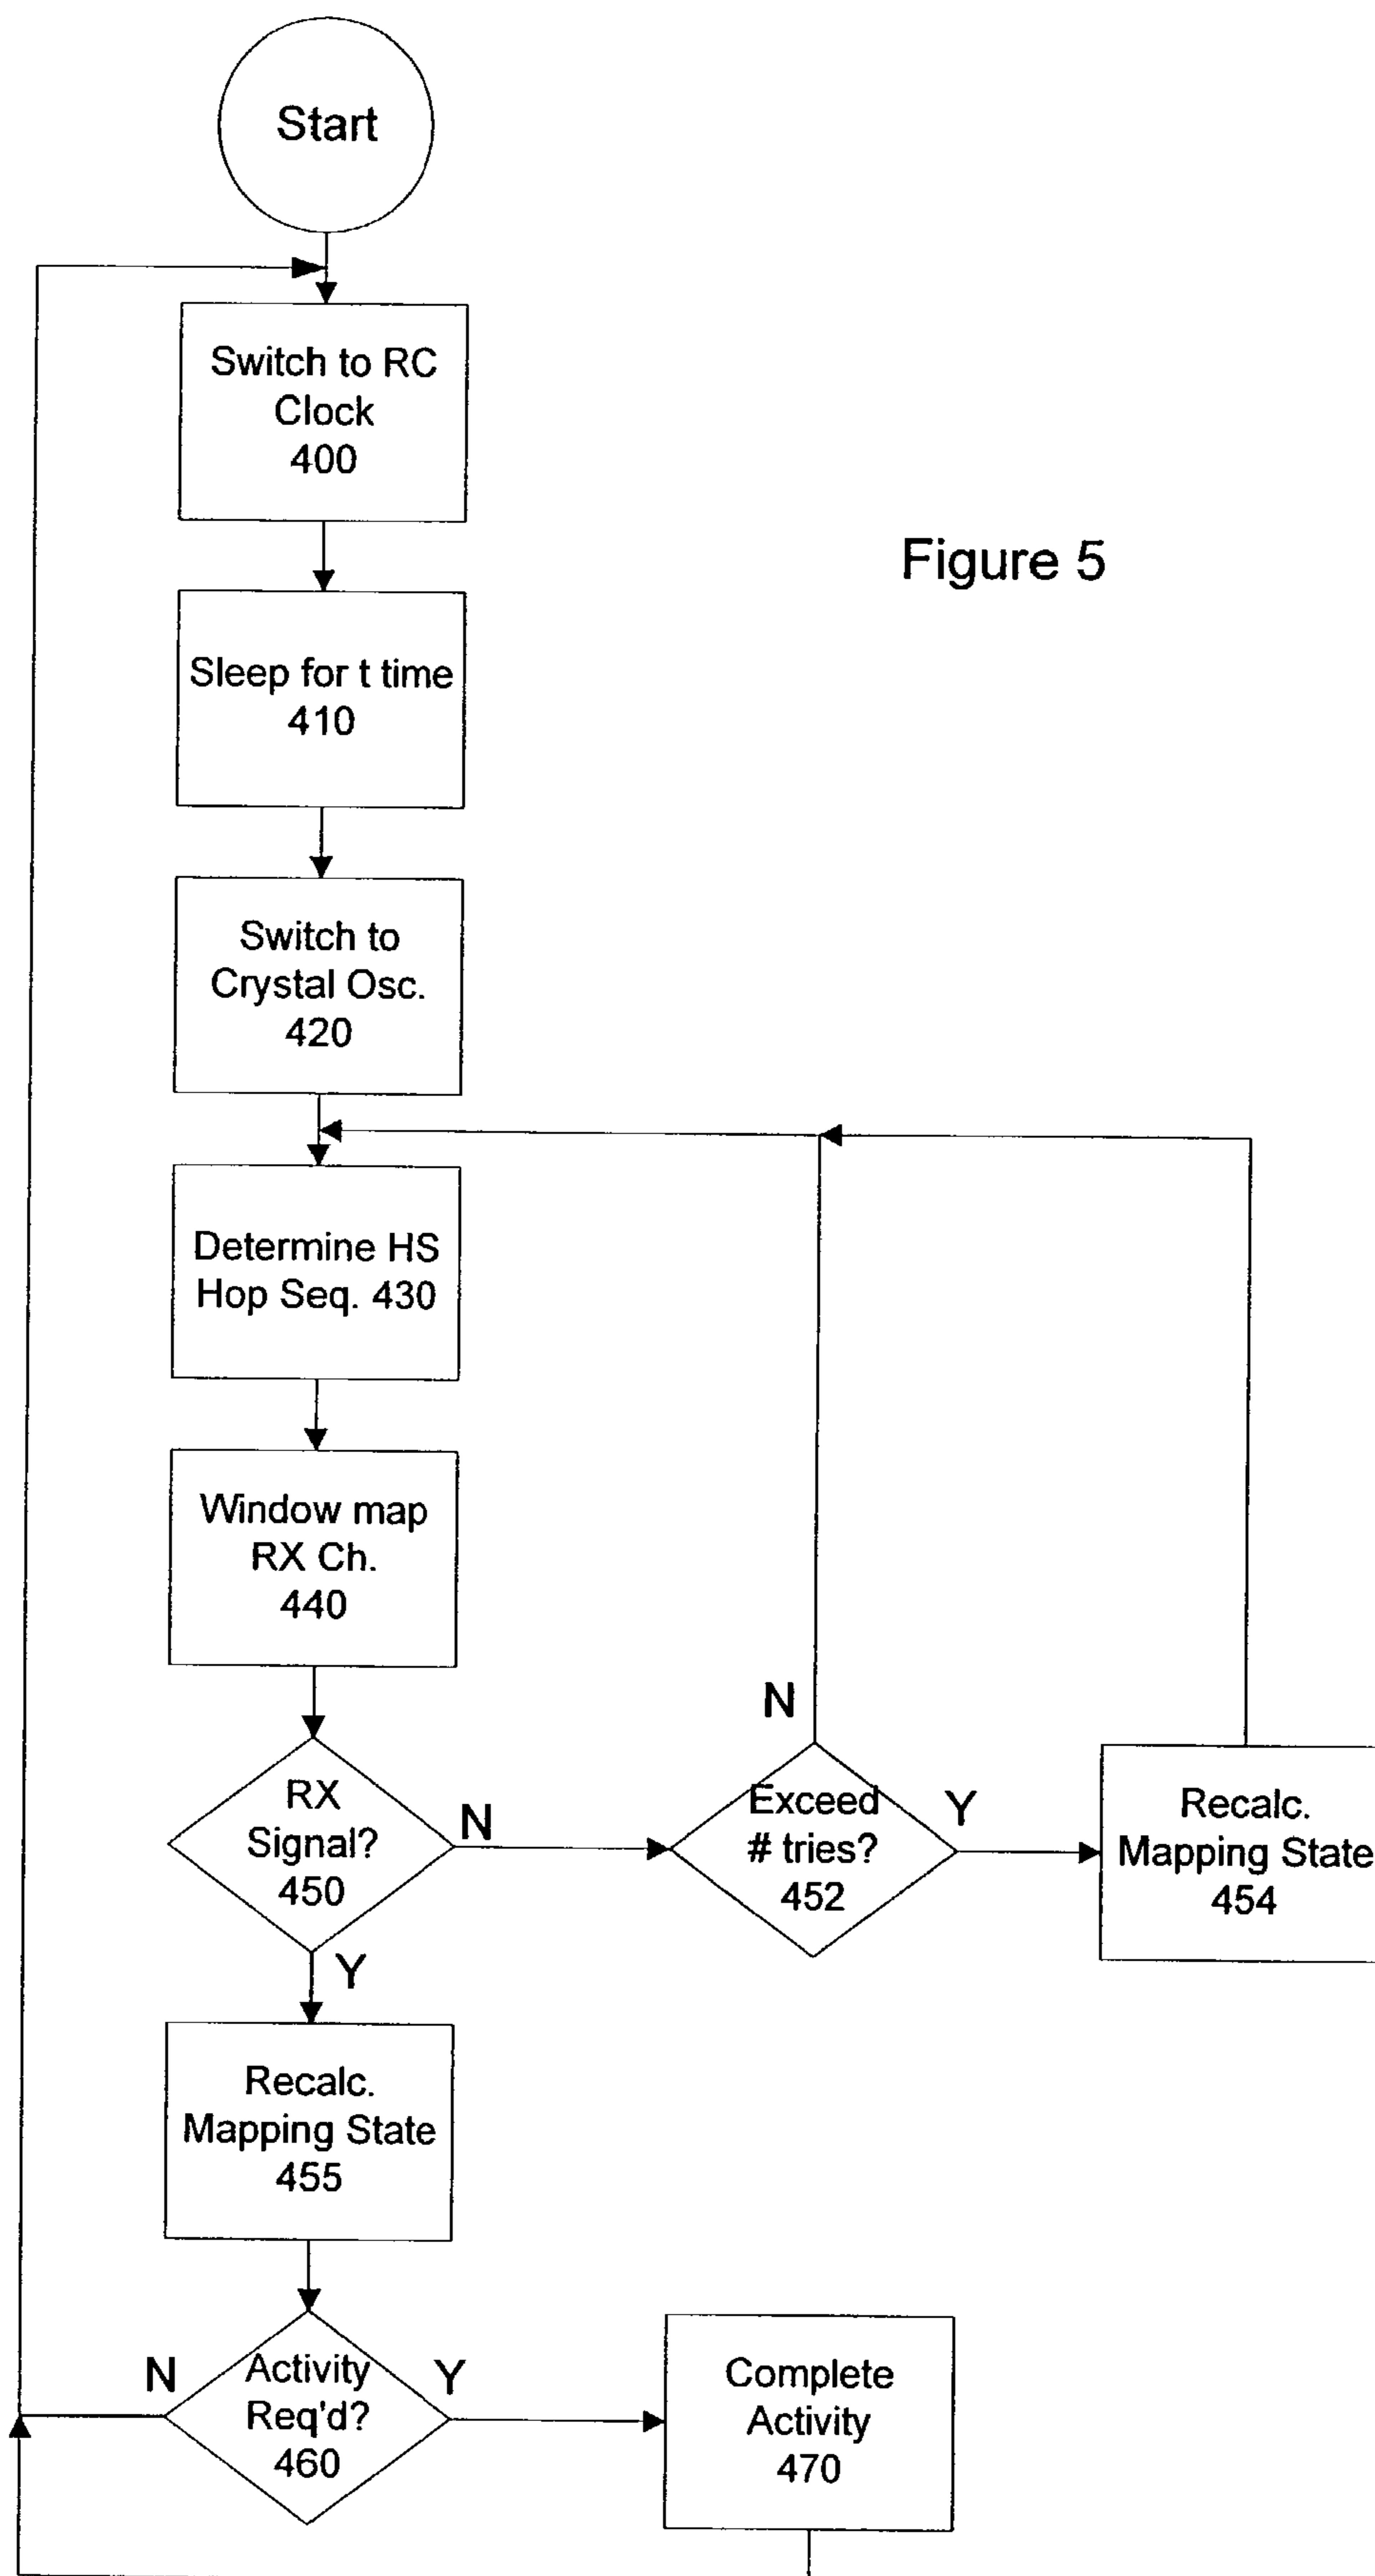 Start
Switch to RC
Clock
400
Figure 5
Sleep for t time
410
Switch to
Crystal Osc.
420
Determine HS
Hop Seq. 430
Window map
RX Ch.
440
RX
Signal?
450
N
Y
Exceed
# tries?
452
N
Y
Recalc.
Mapping State
454
Recalc.
Mapping State
455
Activity
Req'd?
460
N
Y
Complete
Activity
470